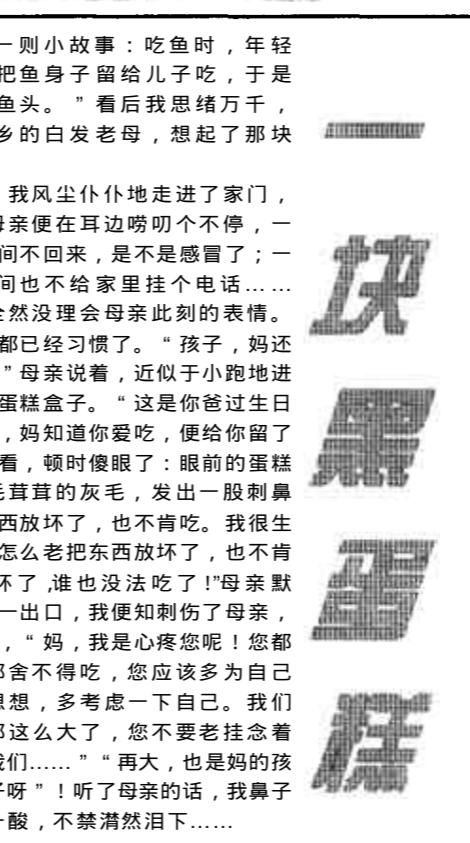 一则小故事：吃鱼时，年轻
把鱼身子留给儿子吃，于是
鱼头。”看后我思绪万千，
乡的白发老母，想起了那块
我风尘仆仆地走进了家门，
母亲便在耳边唠叨个不停，一
间不回来，是不是感冒了；一
间也不给家里挂个电话……
全然没理会母亲此刻的表情。
都已经习惯了。“孩子，妈还
”母亲说着，近似于小跑地进
蛋糕盒子。“这是你爸过生日
，妈知道你爱吃，便给你留了
看，顿时傻眼了：眼前的蛋糕
毛茸茸的灰毛，发出一股刺鼻
西放坏了，也不肯吃。我很生
怎么老把东西放坏了，也不肯
坏了,谁也没法吃了!”母亲默
一出口，我便知刺伤了母亲，
，“妈，我是心疼您呢！您都
都舍不得吃，您应该多为自己
想想，多考虑一下自己。我们
都这么大了，您不要老挂念着
我们……”“再大，也是妈的孩
子呀”！听了母亲的话，我鼻子
一酸，不禁潸然泪下……
一块黑蛋糕